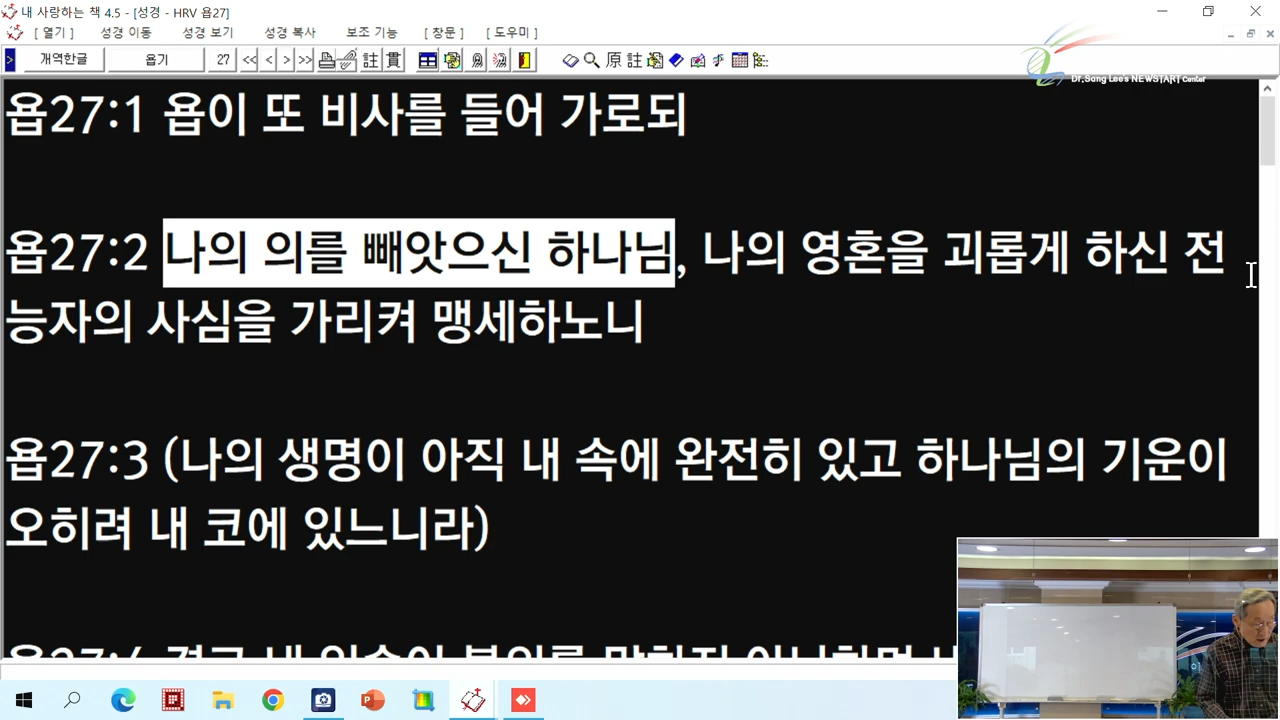 내 사랑하는 책 4.5 - [성경 - HRV 욥27]
[ 열기 ] 성경 이동 성경 보기 성경 복사 보조 기능 [ 창문 ] [ 도우미 ]
개역한글 욥기 27 << < > >> 註 貫 原 註
Dr.Sang Lee's NEWSTART Center
욥27:1 욥이 또 비사를 들어 가로되
욥27:2 나의 의를 빼앗으신 하나님, 나의 영혼을 괴롭게 하신 전
능자의 사심을 가리켜 맹세하노니
욥27:3 (나의 생명이 아직 내 속에 완전히 있고 하나님의 기운이
오히려 내 코에 있느니라)